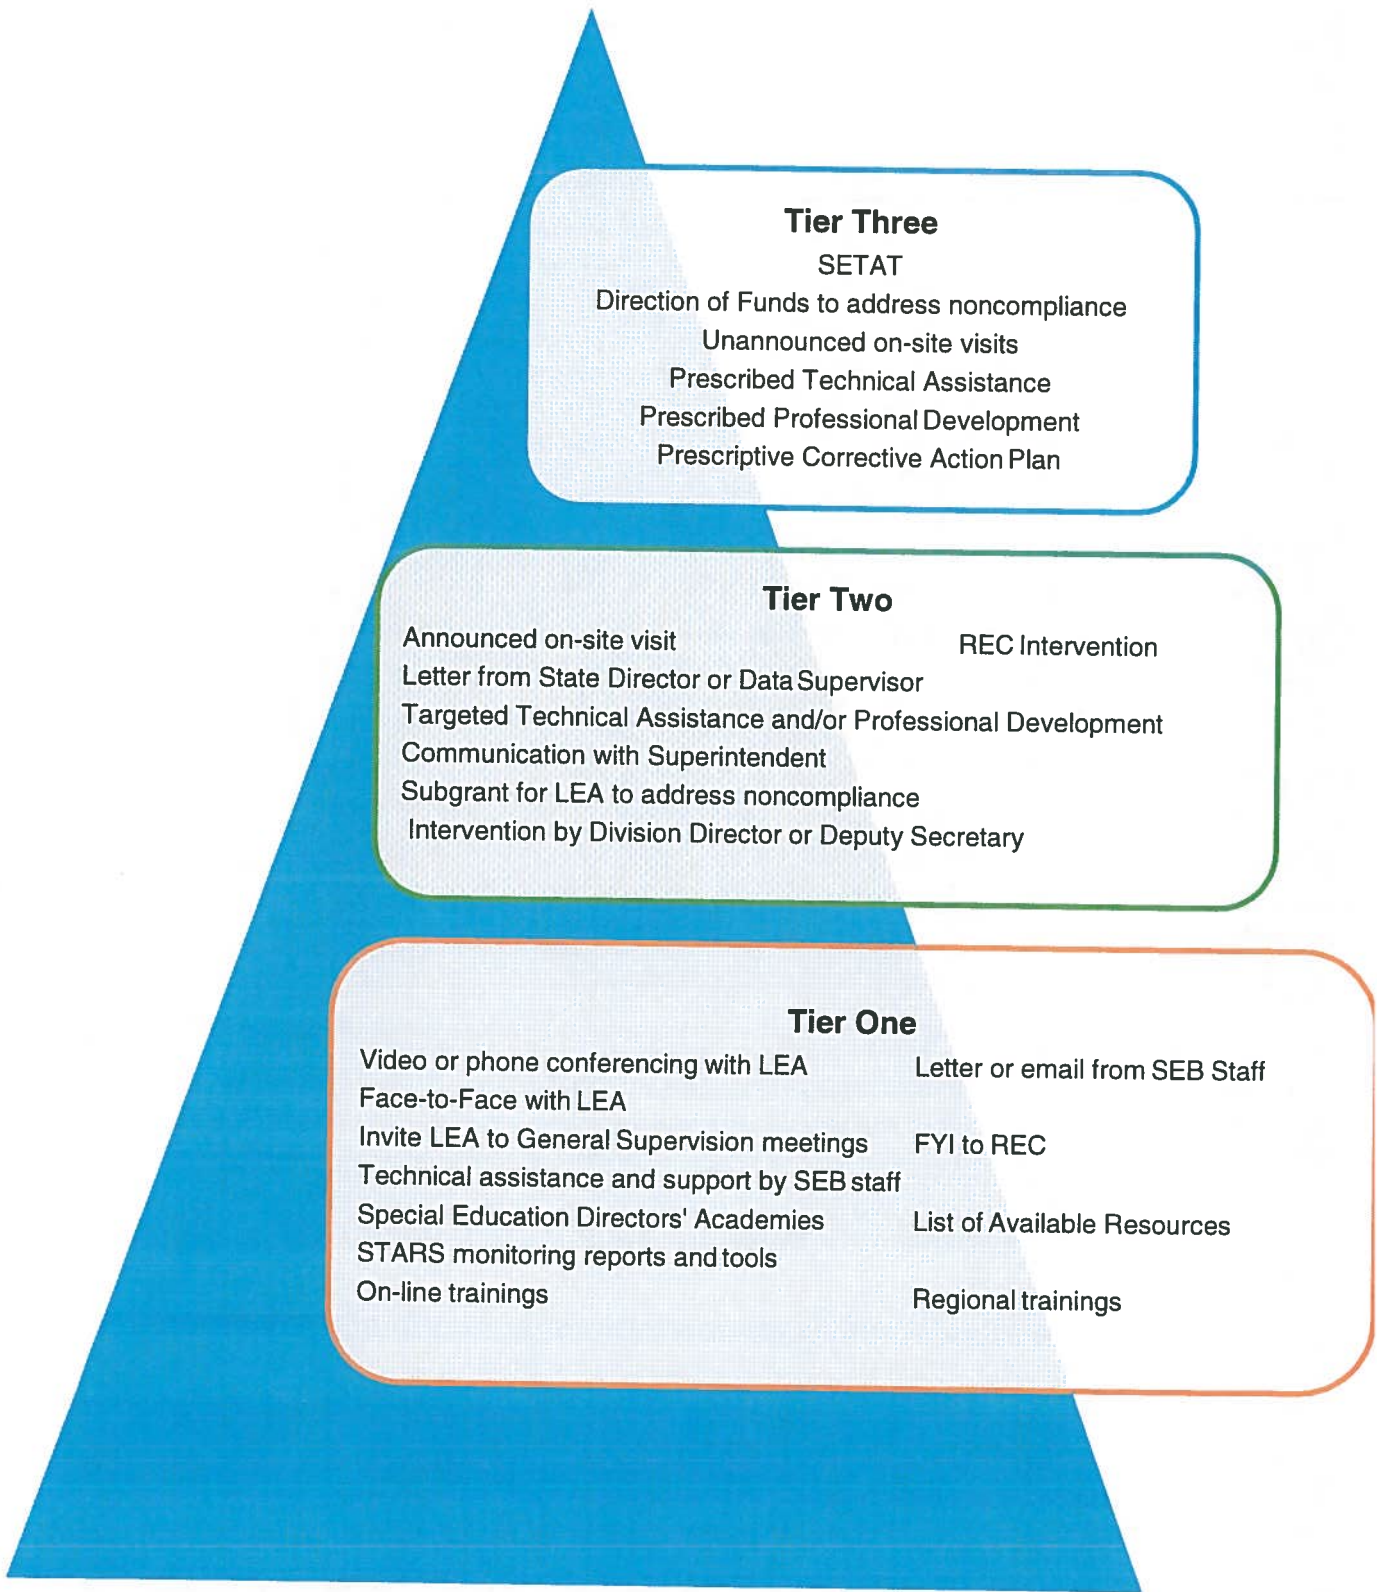 Tier Three
SETAT
Direction of Funds to address noncompliance
Unannounced on-site visits
Prescribed Technical Assistance
Prescribed Professional Development
Prescriptive Corrective Action Plan
Tier Two
Announced on-site visit REC Intervention
Letter from State Director or Data Supervisor
Targeted Technical Assistance and/or Professional Development
Communication with Superintendent
Subgrant for LEA to address noncompliance
Intervention by Division Director or Deputy Secretary
Tier One
Video or phone conferencing with LEA Letter or email from SEB Staff
Face-to-Face with LEA
Invite LEA to General Supervision meetings FYI to REC
Technical assistance and support by SEB staff
Special Education Directors' Academies List of Available Resources
STARS monitoring reports and tools
On-line trainings Regional trainings